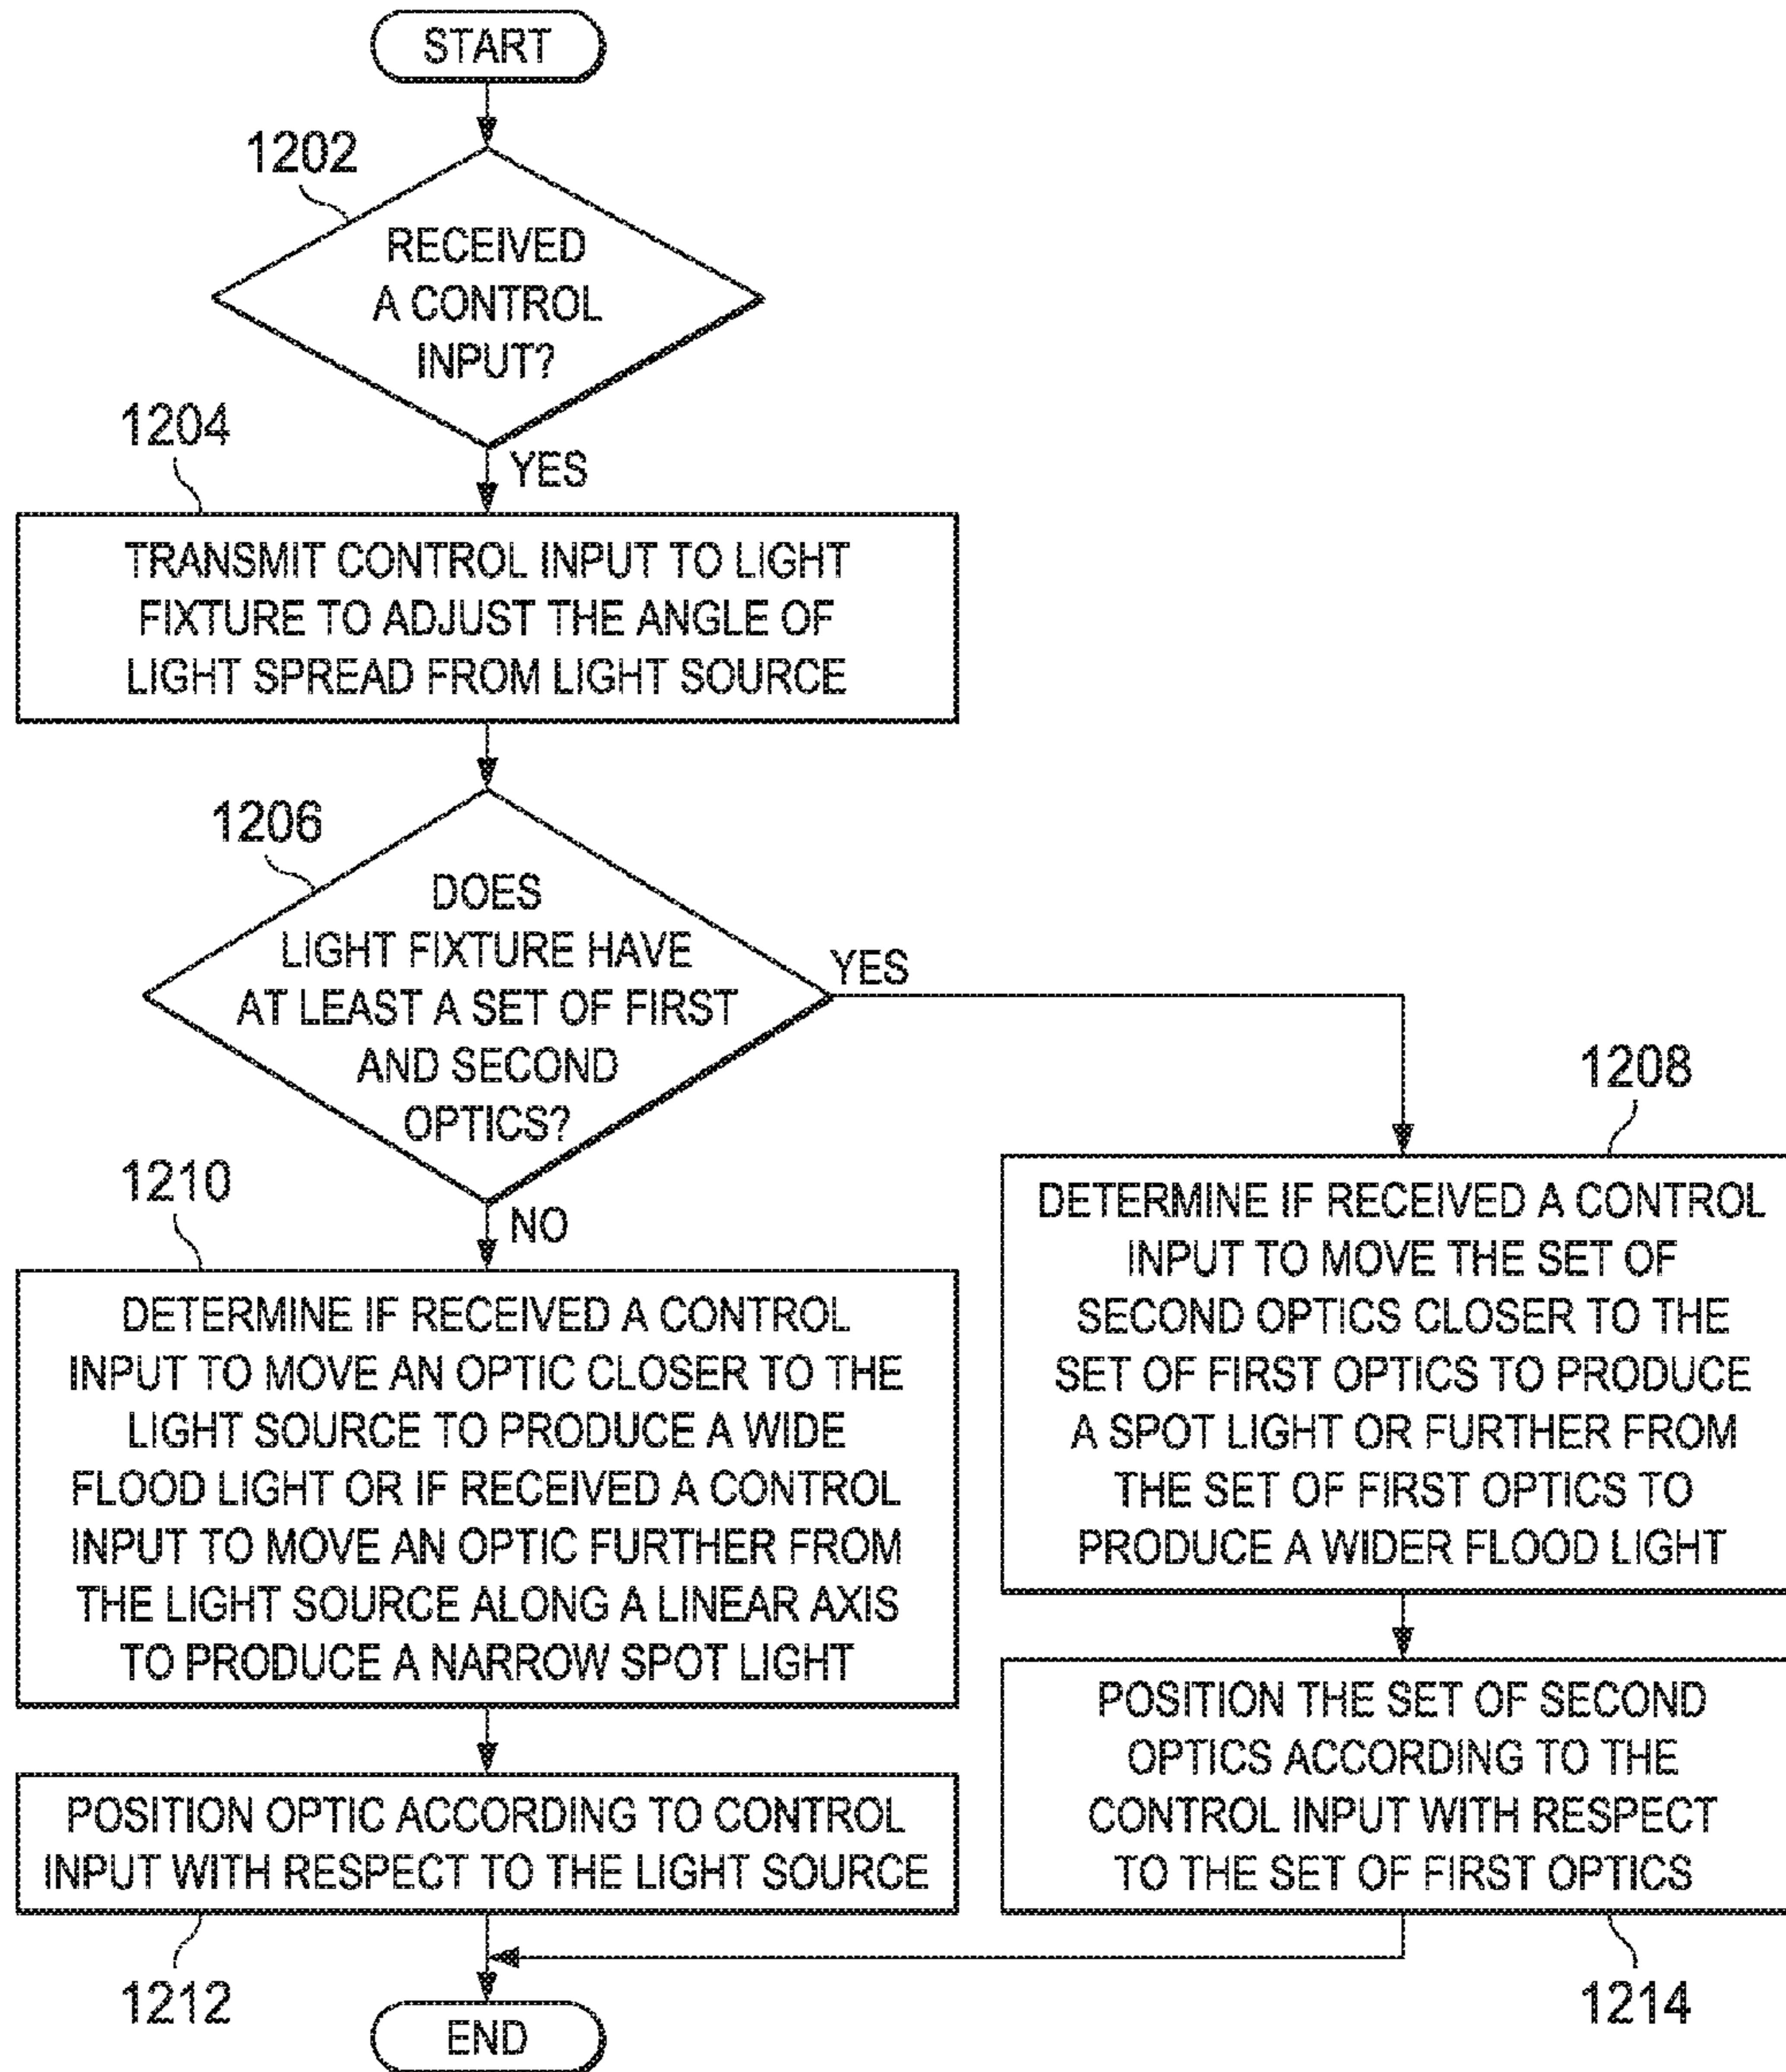 START
1202
RECEIVED
A CONTROL
INPUT?
YES
1204
TRANSMIT CONTROL INPUT TO LIGHT
FIXTURE TO ADJUST THE ANGLE OF
LIGHT SPREAD FROM LIGHT SOURCE
1206
DOES
LIGHT FIXTURE HAVE
AT LEAST A SET OF FIRST
AND SECOND
OPTICS?
YES
NO
1208
DETERMINE IF RECEIVED A CONTROL
INPUT TO MOVE THE SET OF
SECOND OPTICS CLOSER TO THE
SET OF FIRST OPTICS TO PRODUCE
A SPOT LIGHT OR FURTHER FROM
THE SET OF FIRST OPTICS TO
PRODUCE A WIDER FLOOD LIGHT
1210
DETERMINE IF RECEIVED A CONTROL
INPUT TO MOVE AN OPTIC CLOSER TO THE
LIGHT SOURCE TO PRODUCE A WIDE
FLOOD LIGHT OR IF RECEIVED A CONTROL
INPUT TO MOVE AN OPTIC FURTHER FROM
THE LIGHT SOURCE ALONG A LINEAR AXIS
TO PRODUCE A NARROW SPOT LIGHT
POSITION OPTIC ACCORDING TO CONTROL
INPUT WITH RESPECT TO THE LIGHT SOURCE
1212
POSITION THE SET OF SECOND
OPTICS ACCORDING TO THE
CONTROL INPUT WITH RESPECT
TO THE SET OF FIRST OPTICS
1214
END